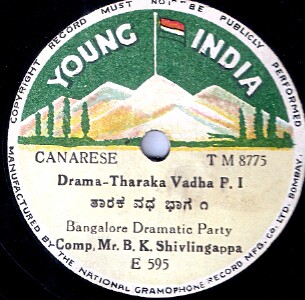 COPYRIGHT RECORD MUST NOT BE PUBLICLY PERFORMED
YOUNG INDIA
CANARESE T M 8775
Drama-Tharaka Vadha P. I
ತಾರಕೆ ವಧ ಭಾಗೆ ೧
Bangalore Dramatic Party
Comp. Mr. B. K. Shivlingappa
E 595
MANUFACTURED BY THE NATIONAL GRAMOPHONE RECORD MFG. Co. LTD. BOMBAY.